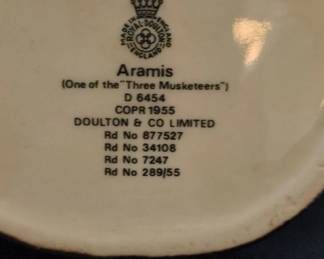 MADE IN ENGLAND
ROYAL DOULTON
ENGLAND
Aramis
(One of the "Three Musketeers")
D 6454
COPR 1955
DOULTON & CO LIMITED
Rd No 877527
Rd No 34108
Rd No 7247
Rd No 289/55